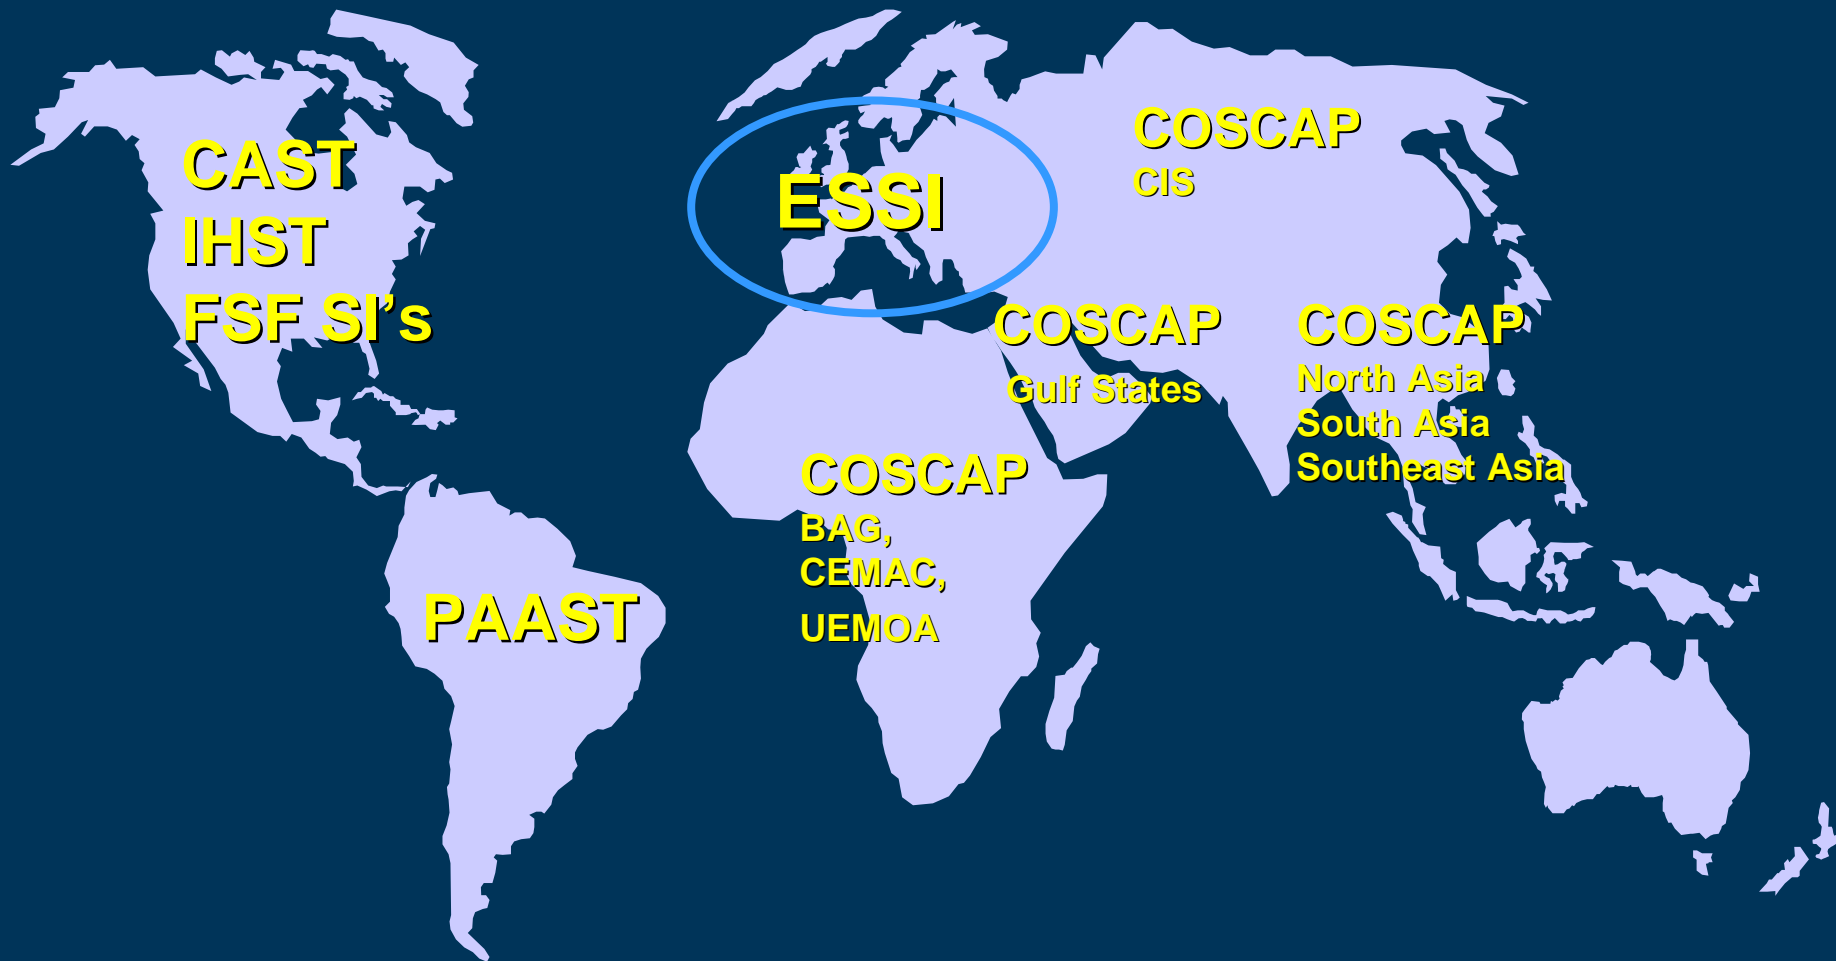 CAST
IHST
FSF SI’s
ESSI
COSCAP
CIS
COSCAP
Gulf States
COSCAP
North Asia
South Asia
Southeast Asia
COSCAP
BAG,
CEMAC,
UEMOA
PAAST